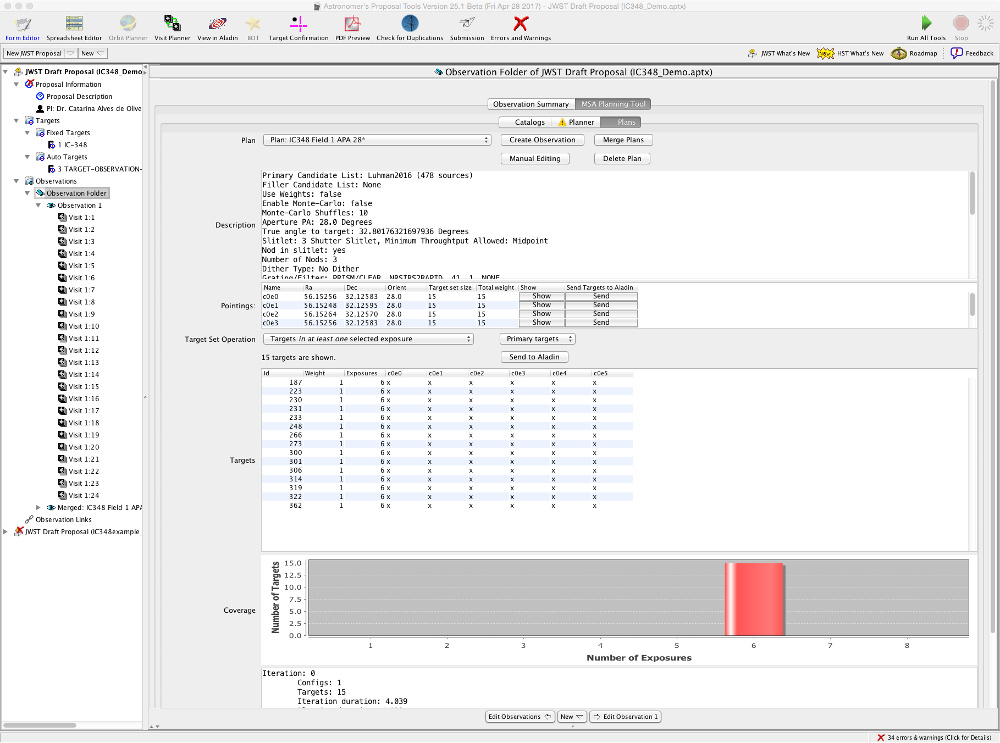 Astronomer's Proposal Tools Version 25.1 Beta (Fri Apr 28 2017) - JWST Draft Proposal (IC348_Demo.aptx)
Form Editor Spreadsheet Editor Orbit Planner Visit Planner View in Aladin BOT Target Confirmation PDF Preview Check for Duplications Submission Errors and Warnings Run All Tools Stop
New JWST Proposal New JWST What's New New! HST What's New Roadmap Feedback
JWST Draft Proposal (IC348_Demo
Proposal Information
Proposal Description
PI: Dr. Catarina Alves de Olive
Targets
Fixed Targets
1 IC-348
Auto Targets
3 TARGET-OBSERVATION-
Observations
Observation Folder
Observation 1
Visit 1:1
Visit 1:2
Visit 1:3
Visit 1:4
Visit 1:5
Visit 1:6
Visit 1:7
Visit 1:8
Visit 1:9
Visit 1:10
Visit 1:11
Visit 1:12
Visit 1:13
Visit 1:14
Visit 1:15
Visit 1:16
Visit 1:17
Visit 1:18
Visit 1:19
Visit 1:20
Visit 1:21
Visit 1:22
Visit 1:23
Visit 1:24
Merged: IC348 Field 1 APA
Observation Links
JWST Draft Proposal (IC348example_
Observation Folder of JWST Draft Proposal (IC348_Demo.aptx)
Observation Summary MSA Planning Tool
Catalogs Planner Plans
Plan Plan: IC348 Field 1 APA 28* Create Observation Merge Plans
Manual Editing Delete Plan
Description
Primary Candidate List: Luhman2016 (478 sources)
Filler Candidate List: None
Use Weights: false
Enable Monte-Carlo: false
Monte-Carlo Shuffles: 10
Aperture PA: 28.0 Degrees
True angle to target: 32.80176321697936 Degrees
Slitlet: 3 Shutter Slitlet, Minimum Throughtput Allowed: Midpoint
Nod in slitlet: yes
Number of Nods: 3
Dither Type: No Dither
Grating/Filter: PRISM/CLEAR, NRSIRS2RAPID, 41, 1, NONE
Pointings:
Name Ra Dec Orient Target set size Total weight Show Send Targets to Aladin
c0e0 56.15256 32.12583 28.0 15 15 Show Send
c0e1 56.15248 32.12595 28.0 15 15 Show Send
c0e2 56.15264 32.12570 28.0 15 15 Show Send
c0e3 56.15256 32.12583 28.0 15 15 Show Send
Target Set Operation Targets in at least one selected exposure Primary targets
15 targets are shown. Send to Aladin
Targets
Id Weight Exposures c0e0 c0e1 c0e2 c0e3 c0e4 c0e5
187 1 6 x x x x x x
223 1 6 x x x x x x
230 1 6 x x x x x x
231 1 6 x x x x x x
233 1 6 x x x x x x
248 1 6 x x x x x x
266 1 6 x x x x x x
273 1 6 x x x x x x
300 1 6 x x x x x x
301 1 6 x x x x x x
306 1 6 x x x x x x
314 1 6 x x x x x x
319 1 6 x x x x x x
322 1 6 x x x x x x
362 1 6 x x x x x x
Coverage
Number of Targets
15.0
12.5
10.0
7.5
5.0
2.5
0.0
1 2 3 4 5 6 7 8
Number of Exposures
Iteration: 0
Configs: 1
Targets: 15
Iteration duration: 4.039
Edit Observations New Edit Observation 1
34 errors & warnings (Click for Details)